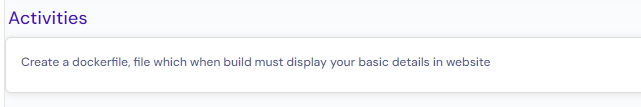 Activities
Create a dockerfile, file which when build must display your basic details in website